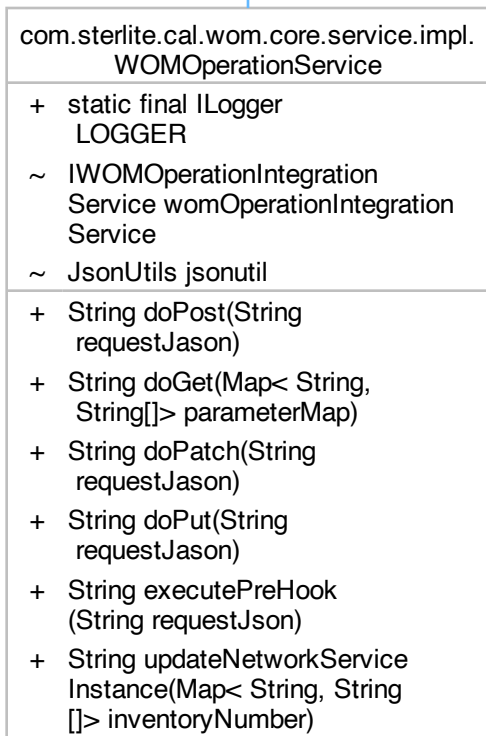 com.sterlite.cal.wom.core.service.impl.
WOMOperationService
+ static final ILogger
LOGGER
~ IWOMOperationIntegration
Service womOperationIntegration
Service
~ JsonUtils jsonutil
+ String doPost(String
requestJason)
+ String doGet(Map< String,
String[]> parameterMap)
+ String doPatch(String
requestJason)
+ String doPut(String
requestJason)
+ String executePreHook
(String requestJson)
+ String updateNetworkService
Instance(Map< String, String
[]> inventoryNumber)